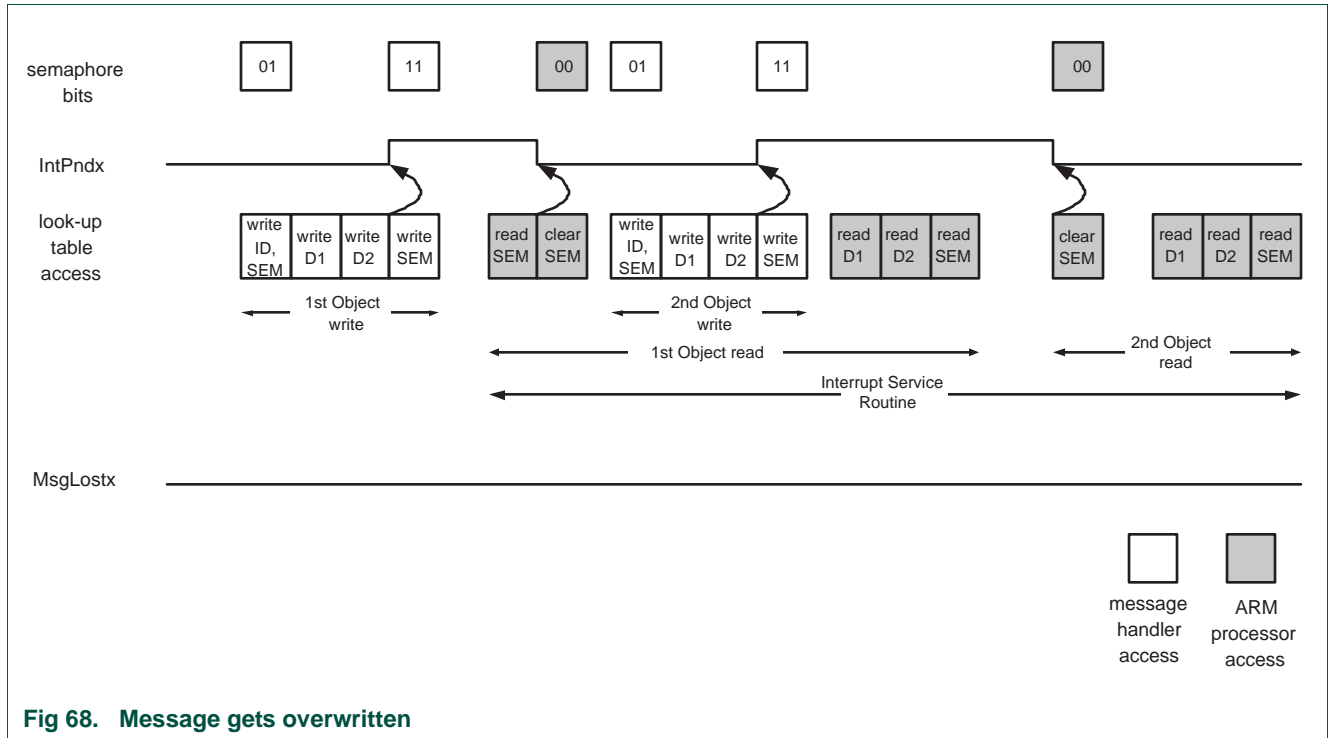 semaphore
bits
01
11
00
01
11
00
IntPndx
look-up
table
access
write
ID,
SEM
write
D1
write
D2
write
SEM
read
SEM
clear
SEM
write
ID,
SEM
write
D1
write
D2
write
SEM
read
D1
read
D2
read
SEM
clear
SEM
read
D1
read
D2
read
SEM
1st Object
write
2nd Object
write
1st Object read
2nd Object
read
Interrupt Service
Routine
MsgLostx
message
handler
access
ARM
processor
access
Fig 68. Message gets overwritten